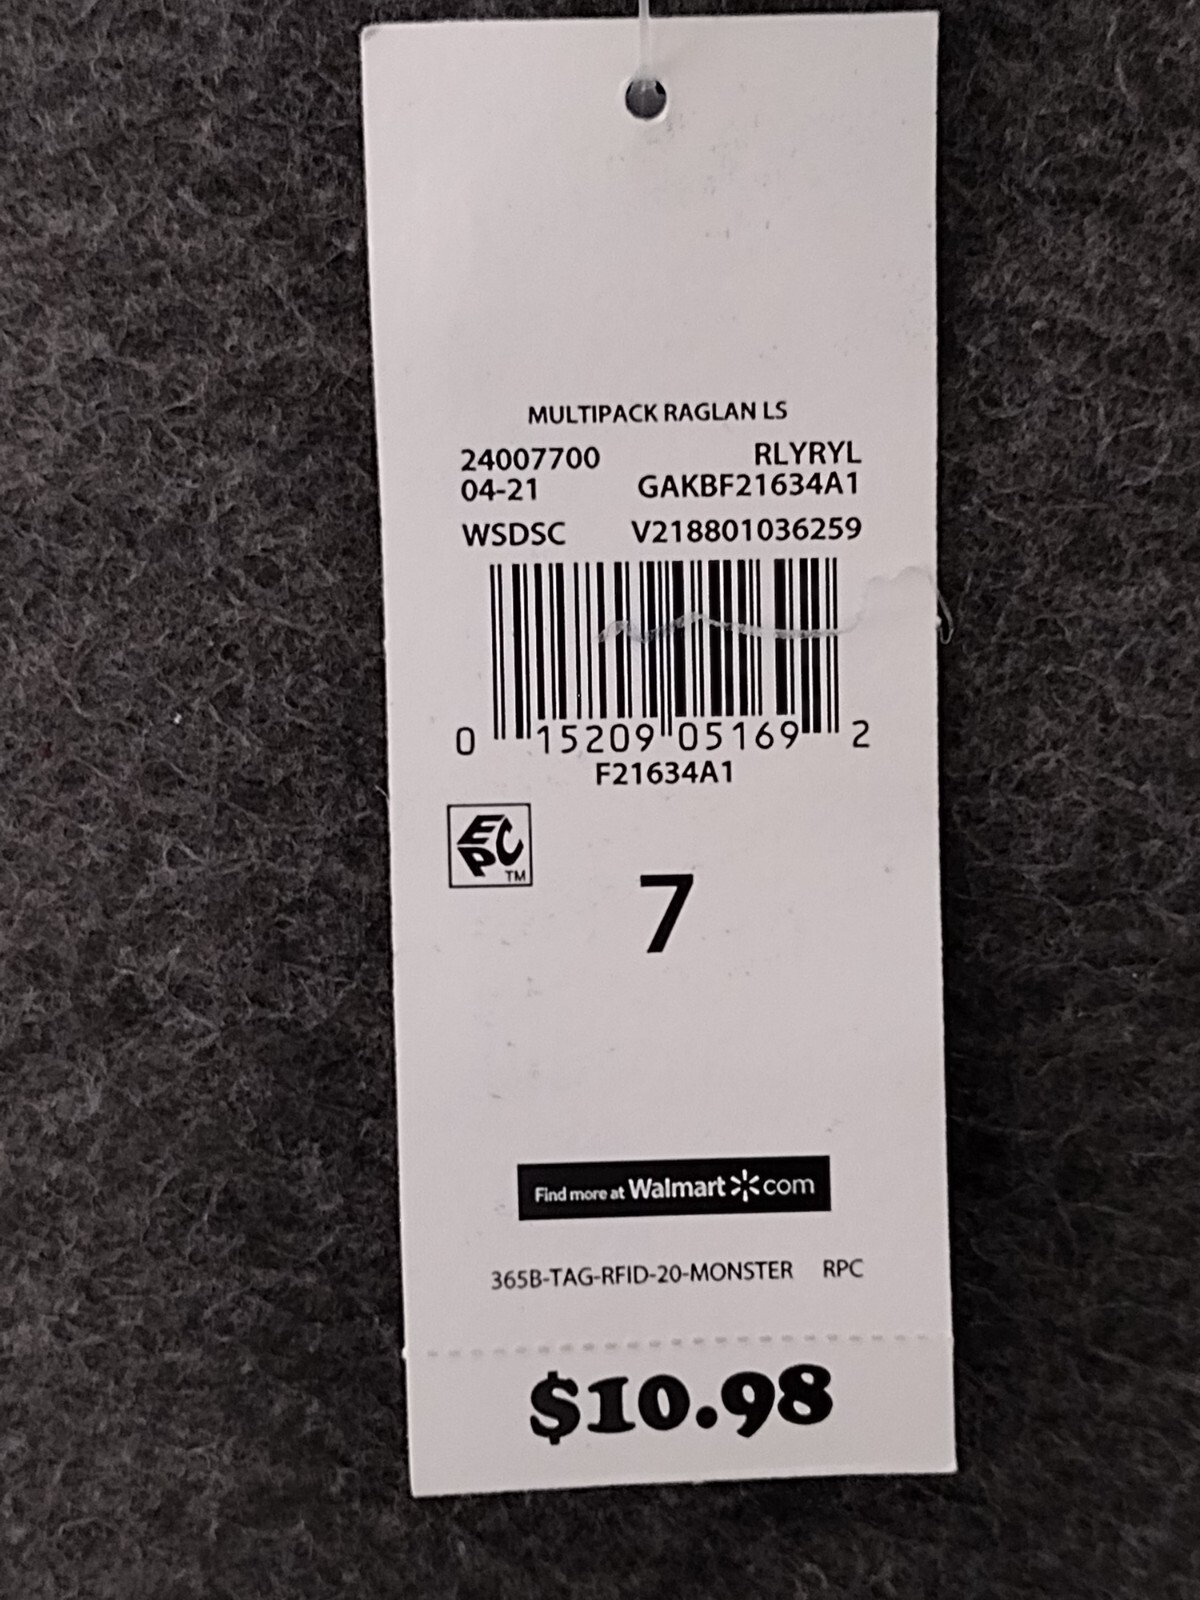 MULTIPACK RAGLAN LS
24007700 RLYRYL
04-21 GAKBF21634A1
WSDSC V218801036259
0 15209 05169 2
F21634A1
EPC TM
7
Find more at Walmart com
365B-TAG-RFID-20-MONSTER RPC
$10.98